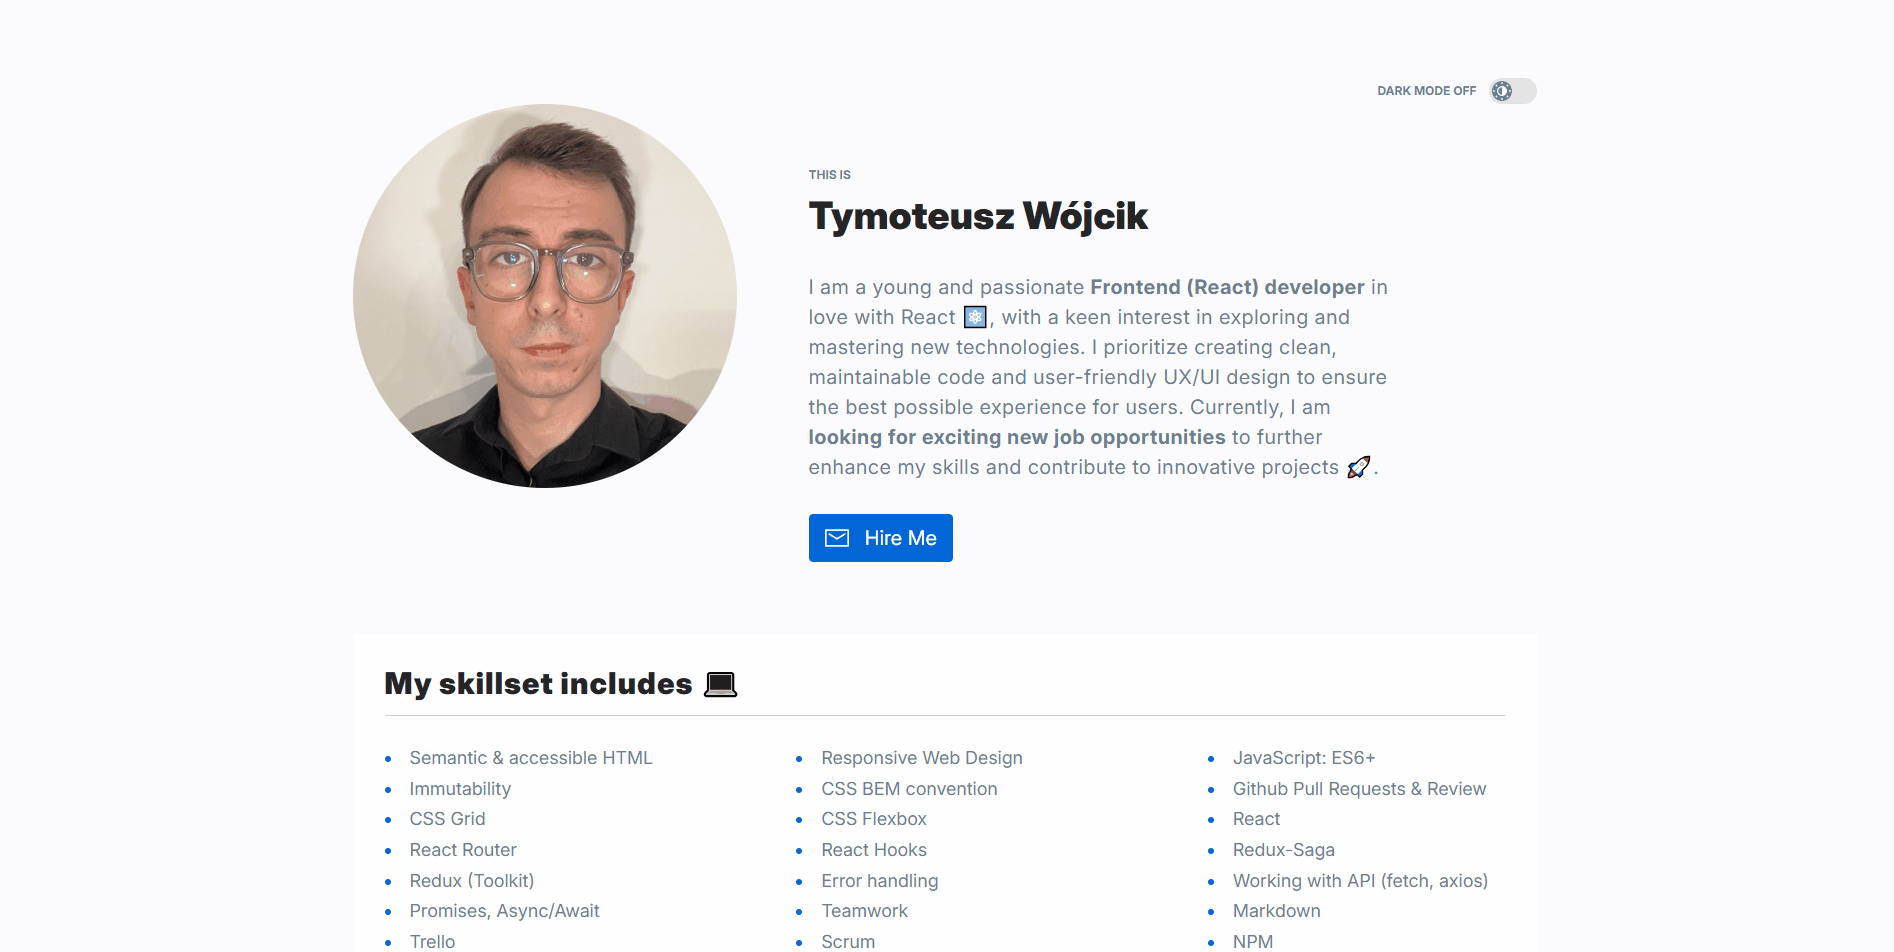 DARK MODE OFF
THIS IS
Tymoteusz Wójcik
I am a young and passionate Frontend (React) developer in
love with React ⚛️, with a keen interest in exploring and
mastering new technologies. I prioritize creating clean,
maintainable code and user-friendly UX/UI design to ensure
the best possible experience for users. Currently, I am
looking for exciting new job opportunities to further
enhance my skills and contribute to innovative projects 🚀.
Hire Me
My skillset includes 💻
Semantic & accessible HTML
Immutability
CSS Grid
React Router
Redux (Toolkit)
Promises, Async/Await
Trello
Responsive Web Design
CSS BEM convention
CSS Flexbox
React Hooks
Error handling
Teamwork
Scrum
JavaScript: ES6+
Github Pull Requests & Review
React
Redux-Saga
Working with API (fetch, axios)
Markdown
NPM